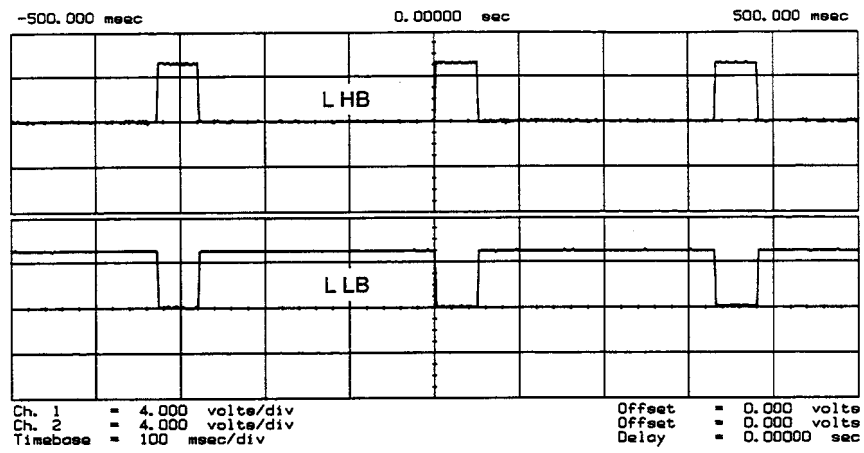 -500.000 msec 0.00000 sec 500.000 msec
L HB
L LB
Ch. 1 = 4.000 volts/div Offset = 0.000 volts
Ch. 2 = 4.000 volts/div Offset = 0.000 volts
Timebase = 100 msec/div Delay = 0.00000 sec